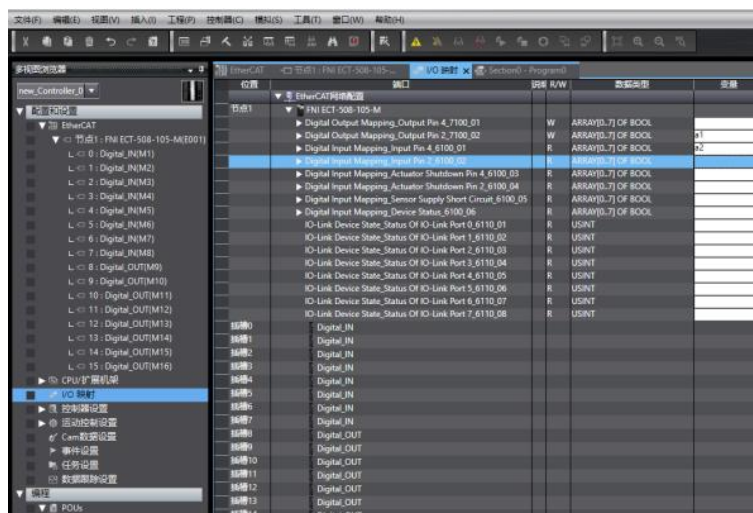 文件(F) 编辑(E) 视图(V) 插入(I) 工程(P) 控制器(C) 模拟(S) 工具(T) 窗口(W) 帮助(H)
多视图浏览器
new_Controller_0
配置和设置
EtherCAT
节点1 : FNI ECT-508-105-M(E001)
0 : Digital_IN(M1)
1 : Digital_IN(M2)
2 : Digital_IN(M3)
3 : Digital_IN(M4)
4 : Digital_IN(M5)
5 : Digital_IN(M6)
6 : Digital_IN(M7)
7 : Digital_IN(M8)
8 : Digital_OUT(M9)
9 : Digital_OUT(M10)
10 : Digital_OUT(M11)
11 : Digital_OUT(M12)
12 : Digital_OUT(M13)
13 : Digital_OUT(M14)
14 : Digital_OUT(M15)
15 : Digital_OUT(M16)
CPU/扩展机架
I/O 映射
控制器设置
运动控制设置
Cam数据设置
事件设置
任务设置
数据跟踪设置
编程
POUs
EtherCAT 节点1 : FNI ECT-508-105-... I/O 映射 x Section0 - Program0
位置 端口 R/W 数据类型 变量
EtherCAT网络配置
节点1 FNI ECT-508-105-M
Digital Output Mapping_Output Pin 4_7100_01 W ARRAY[0..7] OF BOOL
Digital Output Mapping_Output Pin 2_7100_02 W ARRAY[0..7] OF BOOL a1
Digital Input Mapping_Input Pin 4_6100_01 R ARRAY[0..7] OF BOOL a2
Digital Input Mapping_Input Pin 2_6100_02 R ARRAY[0..7] OF BOOL
Digital Input Mapping_Actuator Shutdown Pin 4_6100_03 R ARRAY[0..7] OF BOOL
Digital Input Mapping_Actuator Shutdown Pin 2_6100_04 R ARRAY[0..7] OF BOOL
Digital Input Mapping_Sensor Supply Short Circuit_6100_05 R ARRAY[0..7] OF BOOL
Digital Input Mapping_Device Status_6100_06 R ARRAY[0..7] OF BOOL
IO-Link Device State_Status Of IO-Link Port 0_6110_01 R USINT
IO-Link Device State_Status Of IO-Link Port 1_6110_02 R USINT
IO-Link Device State_Status Of IO-Link Port 2_6110_03 R USINT
IO-Link Device State_Status Of IO-Link Port 3_6110_04 R USINT
IO-Link Device State_Status Of IO-Link Port 4_6110_05 R USINT
IO-Link Device State_Status Of IO-Link Port 5_6110_06 R USINT
IO-Link Device State_Status Of IO-Link Port 6_6110_07 R USINT
IO-Link Device State_Status Of IO-Link Port 7_6110_08 R USINT
插槽0 Digital_IN
插槽1 Digital_IN
插槽2 Digital_IN
插槽3 Digital_IN
插槽4 Digital_IN
插槽5 Digital_IN
插槽6 Digital_IN
插槽7 Digital_IN
插槽8 Digital_OUT
插槽9 Digital_OUT
插槽10 Digital_OUT
插槽11 Digital_OUT
插槽12 Digital_OUT
插槽13 Digital_OUT